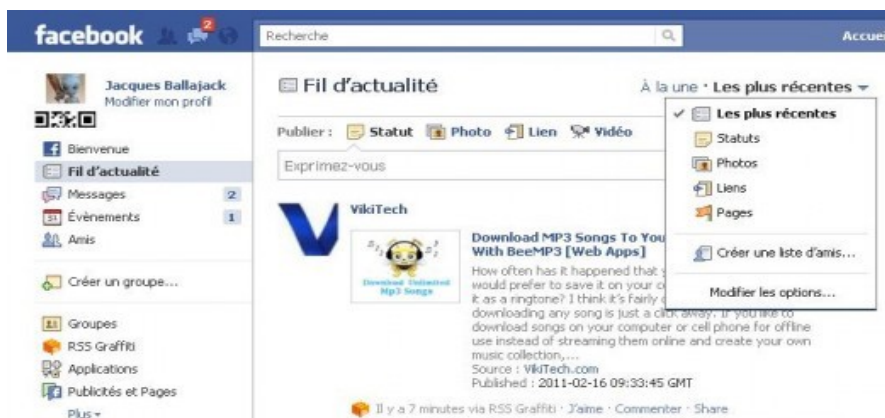 facebook
2
Recherche
Accuei
Jacques Ballajack
Modifier mon profil
Bienvenue
Fil d'actualité
Messages 2
31 Évènements 1
Amis
Créer un groupe...
Groupes
RSS Graffiti
Applications
Publicités et Pages
Plus
Fil d'actualité
À la une · Les plus récentes
Les plus récentes
Statuts
Photos
Liens
Pages
Créer une liste d'amis...
Modifier les options...
Publier : Statut Photo Lien Vidéo
Exprimez-vous
VikiTech
Download Unlimited
Mp3 Songs
Download MP3 Songs To You
With BeeMP3 [Web Apps]
How often has it happened that
would prefer to save it on your c
it as a ringtone? I think it's fairly
downloading any song is just a click away. If you like to
download songs on your computer or cell phone for offline
use instead of streaming them online and create your own
music collection,...
Source : VikiTech.com
Published : 2011-02-16 09:33:45 GMT
Il y a 7 minutes via RSS Graffiti · J'aime · Commenter · Share